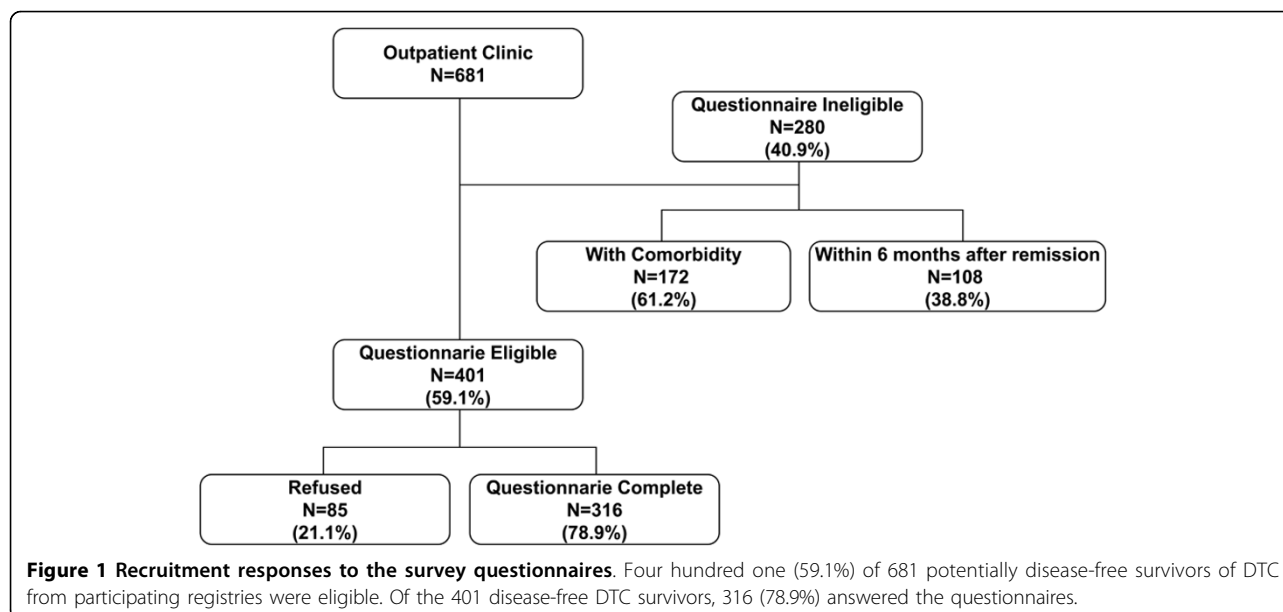 Outpatient Clinic
N=681
Questionnaire Ineligible
N=280
(40.9%)
With Comorbidity
N=172
(61.2%)
Within 6 months after remission
N=108
(38.8%)
Questionnarie Eligible
N=401
(59.1%)
Refused
N=85
(21.1%)
Questionnarie Complete
N=316
(78.9%)
Figure 1 Recruitment responses to the survey questionnaires. Four hundred one (59.1%) of 681 potentially disease-free survivors of DTC
from participating registries were eligible. Of the 401 disease-free DTC survivors, 316 (78.9%) answered the questionnaires.